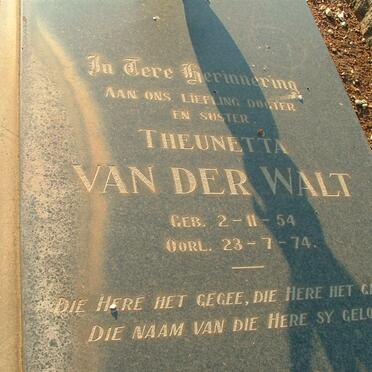 In Tere Herinnering
AAN ONS LIEFLING DOGTER
EN SUSTER
THEUNETTA
VAN DER WALT
GEB. 2-11-54
OORL. 23-7-74.
DIE HERE HET GEGEE, DIE HERE HET
DIE NAAM VAN DIE HERE SY